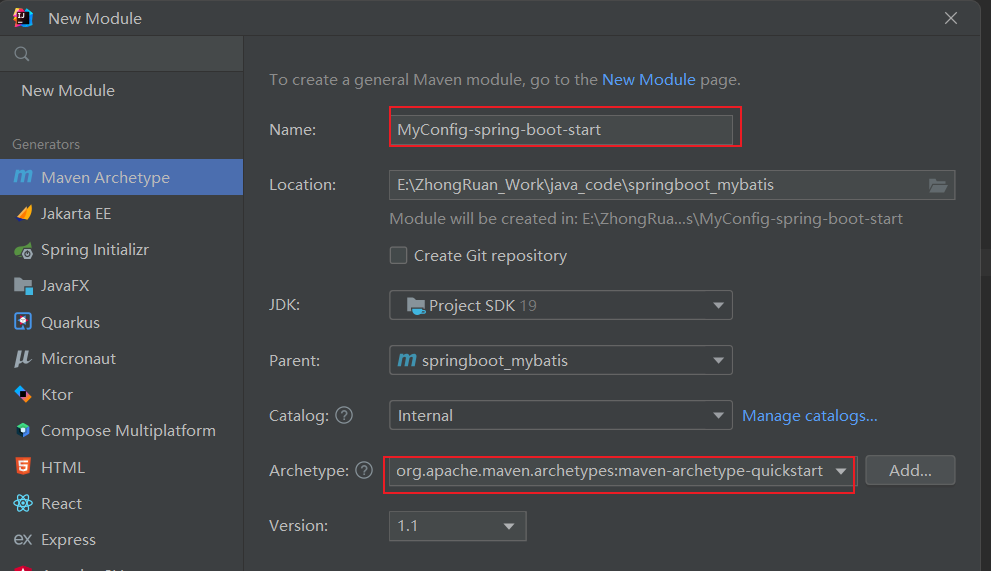 New Module
New Module
Generators
Maven Archetype
Jakarta EE
Spring Initializr
JavaFX
Quarkus
Micronaut
Ktor
Compose Multiplatform
HTML
React
ex Express
To create a general Maven module, go to the New Module page.
Name: MyConfig-spring-boot-start
Location: E:\ZhongRuan_Work\java_code\springboot_mybatis
Module will be created in: E:\ZhongRua...s\MyConfig-spring-boot-start
Create Git repository
JDK: Project SDK 19
Parent: springboot_mybatis
Catalog: ? Internal Manage catalogs...
Archetype: ? org.apache.maven.archetypes:maven-archetype-quickstart Add...
Version: 1.1